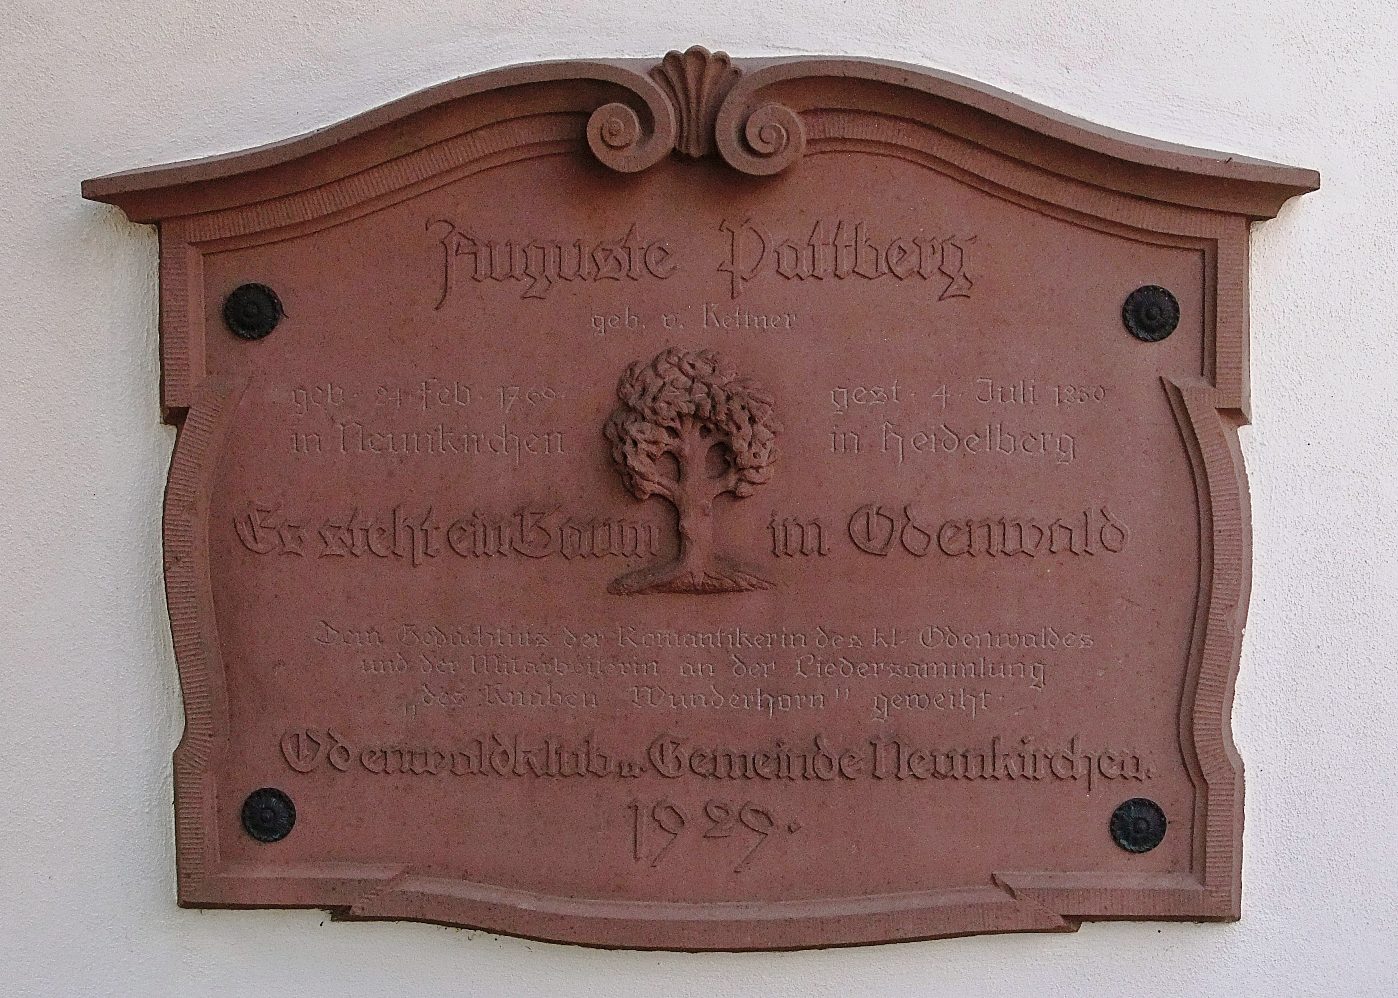 Auguste Pattberg
geb. v. Kettner
geb. 24 Feb. 1769.
in Neunkirchen
gest. 4. Juli 1850
in Heidelberg
Es steht ein Baum im Odenwald
Dem Gedächtnis der Romantikerin des kl. Odenwaldes
und der Mitarbeiterin an der Liedersammlung
„des Knaben Wunderhorn" geweiht.
Odenwaldklub u. Gemeinde Neunkirchen.
1929.